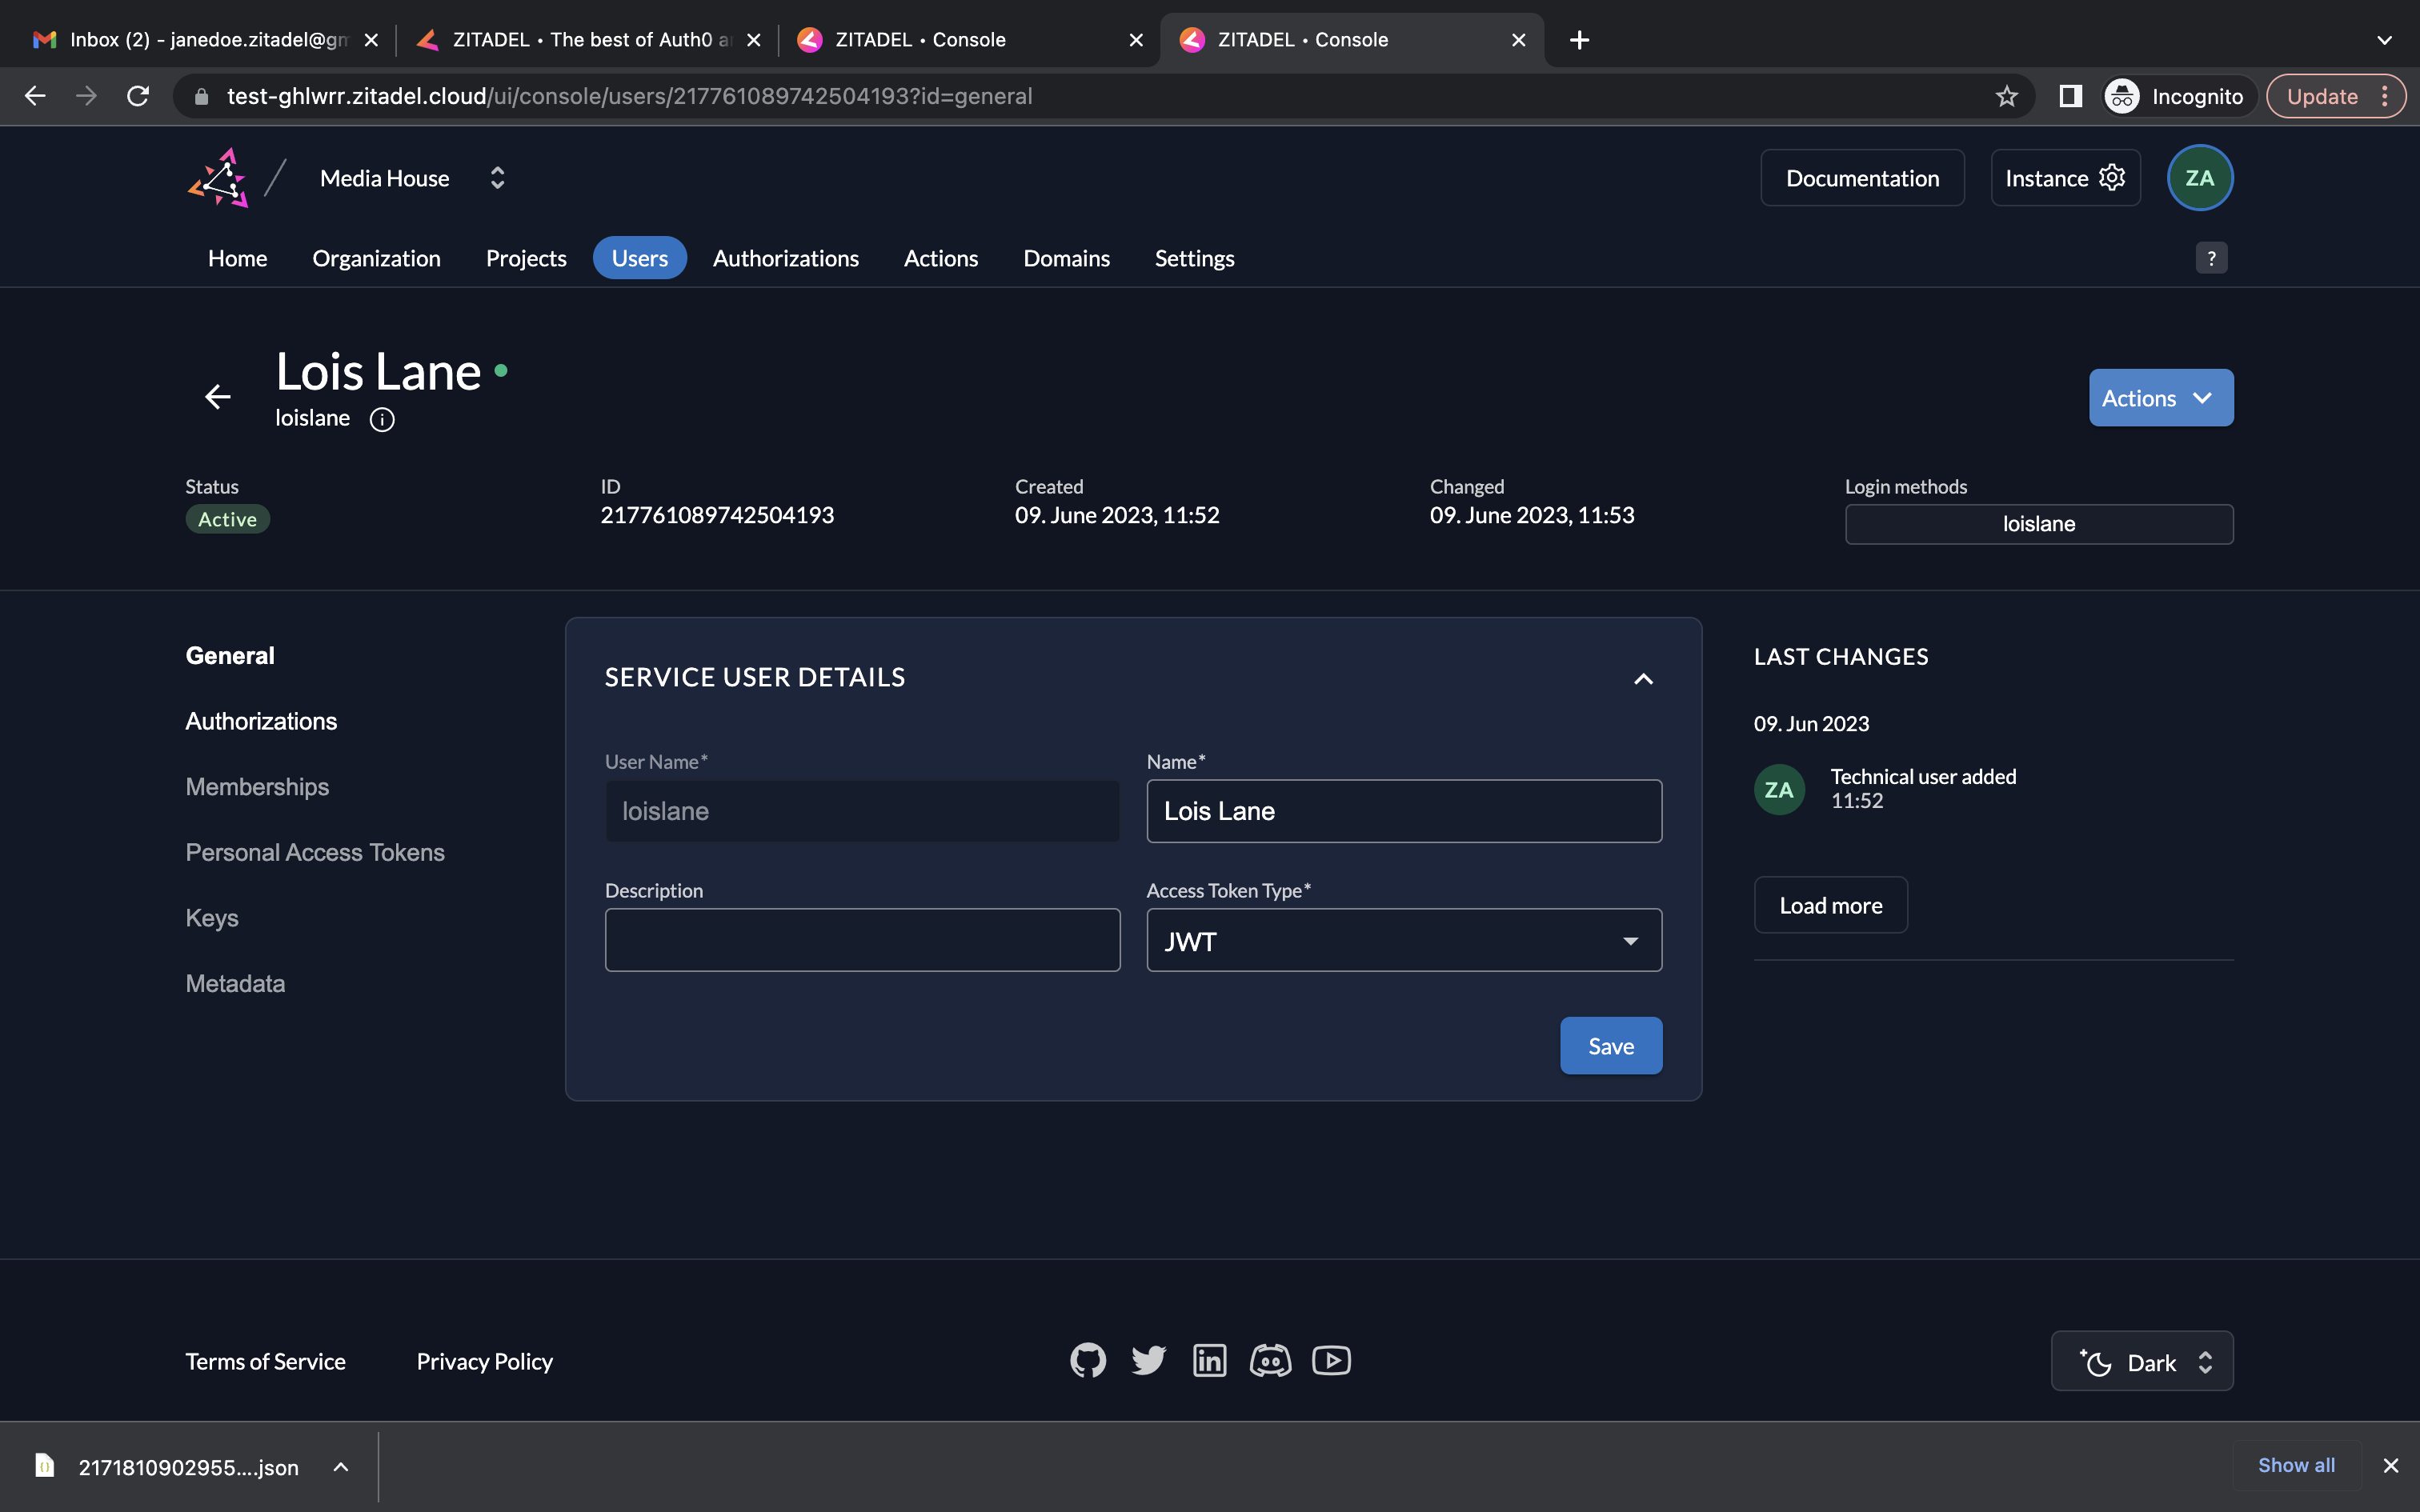 Inbox (2) - janedoe.zitadel@gm
ZITADEL • The best of Auth0 a
ZITADEL • Console
ZITADEL • Console
test-ghlwrr.zitadel.cloud/ui/console/users/217761089742504193?id=general
Incognito
Update
Media House
Documentation
Instance
ZA
Home
Organization
Projects
Users
Authorizations
Actions
Domains
Settings
?
Lois Lane
loislane
Actions
Status
Active
ID
217761089742504193
Created
09. June 2023, 11:52
Changed
09. June 2023, 11:53
Login methods
loislane
General
Authorizations
Memberships
Personal Access Tokens
Keys
Metadata
SERVICE USER DETAILS
User Name*
loislane
Name*
Lois Lane
Description
Access Token Type*
JWT
Save
LAST CHANGES
09. Jun 2023
ZA
Technical user added
11:52
Load more
Terms of Service
Privacy Policy
Dark
2171810902955....json
Show all